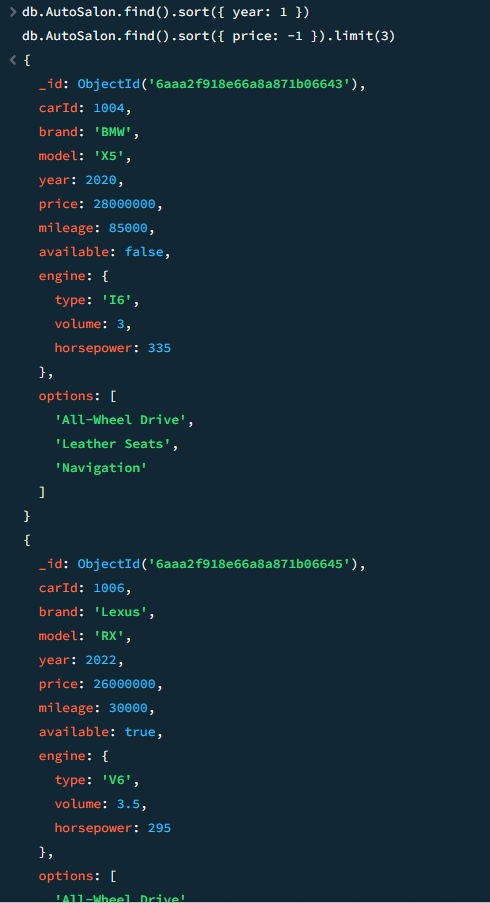 db.AutoSalon.find().sort({ year: 1 })
db.AutoSalon.find().sort({ price: -1 }).limit(3)
{
_id: ObjectId('6aaa2f918e66a8a871b06643'),
carId: 1004,
brand: 'BMW',
model: 'X5',
year: 2020,
price: 28000000,
mileage: 85000,
available: false,
engine: {
type: 'I6',
volume: 3,
horsepower: 335
},
options: [
'All-Wheel Drive',
'Leather Seats',
'Navigation'
]
}
{
_id: ObjectId('6aaa2f918e66a8a871b06645'),
carId: 1006,
brand: 'Lexus',
model: 'RX',
year: 2022,
price: 26000000,
mileage: 30000,
available: true,
engine: {
type: 'V6',
volume: 3.5,
horsepower: 295
},
options: [
'All-Wheel Drive'